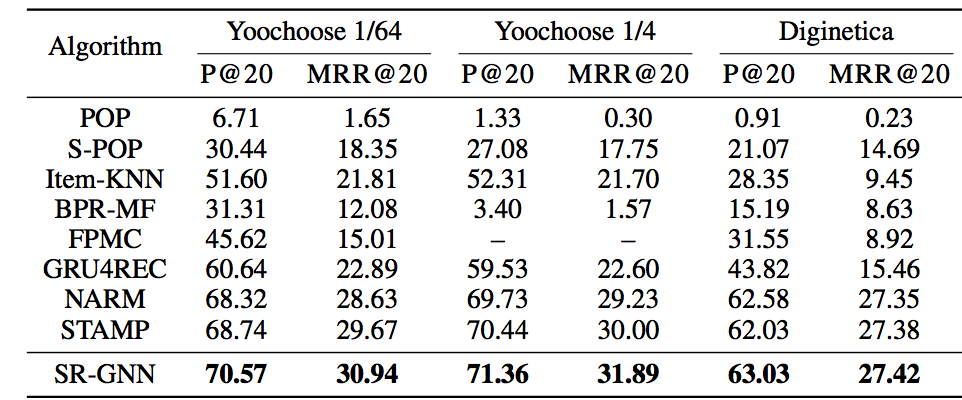 Algorithm Yoochoose 1/64 Yoochoose 1/4 Diginetica
P@20 MRR@20 P@20 MRR@20 P@20 MRR@20
POP 6.71 1.65 1.33 0.30 0.91 0.23
S-POP 30.44 18.35 27.08 17.75 21.07 14.69
Item-KNN 51.60 21.81 52.31 21.70 28.35 9.45
BPR-MF 31.31 12.08 3.40 1.57 15.19 8.63
FPMC 45.62 15.01 – – 31.55 8.92
GRU4REC 60.64 22.89 59.53 22.60 43.82 15.46
NARM 68.32 28.63 69.73 29.23 62.58 27.35
STAMP 68.74 29.67 70.44 30.00 62.03 27.38
SR-GNN 70.57 30.94 71.36 31.89 63.03 27.42